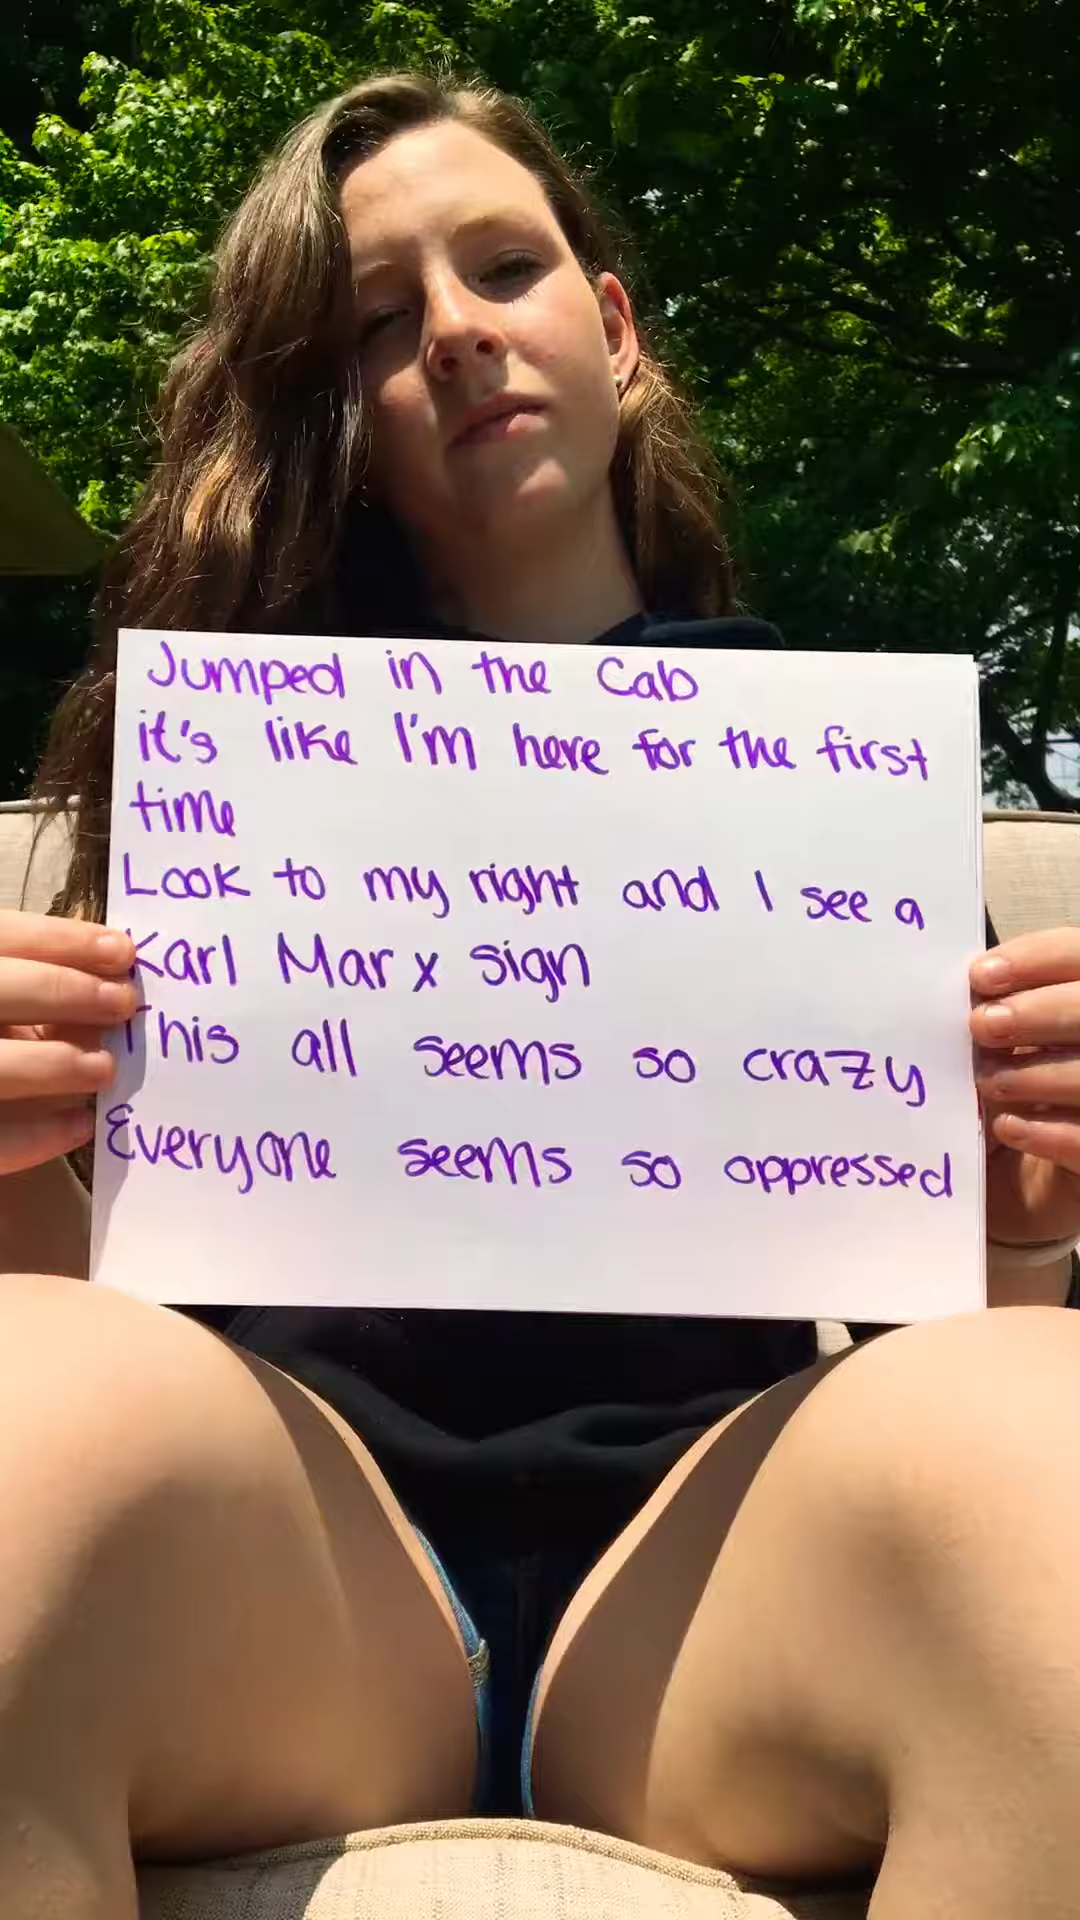 Jumped in the Cab
it's like I'm here for the first
time
Look to my right and I see a
Karl Marx sign
This all seems so crazy
Everyone seems so oppressed